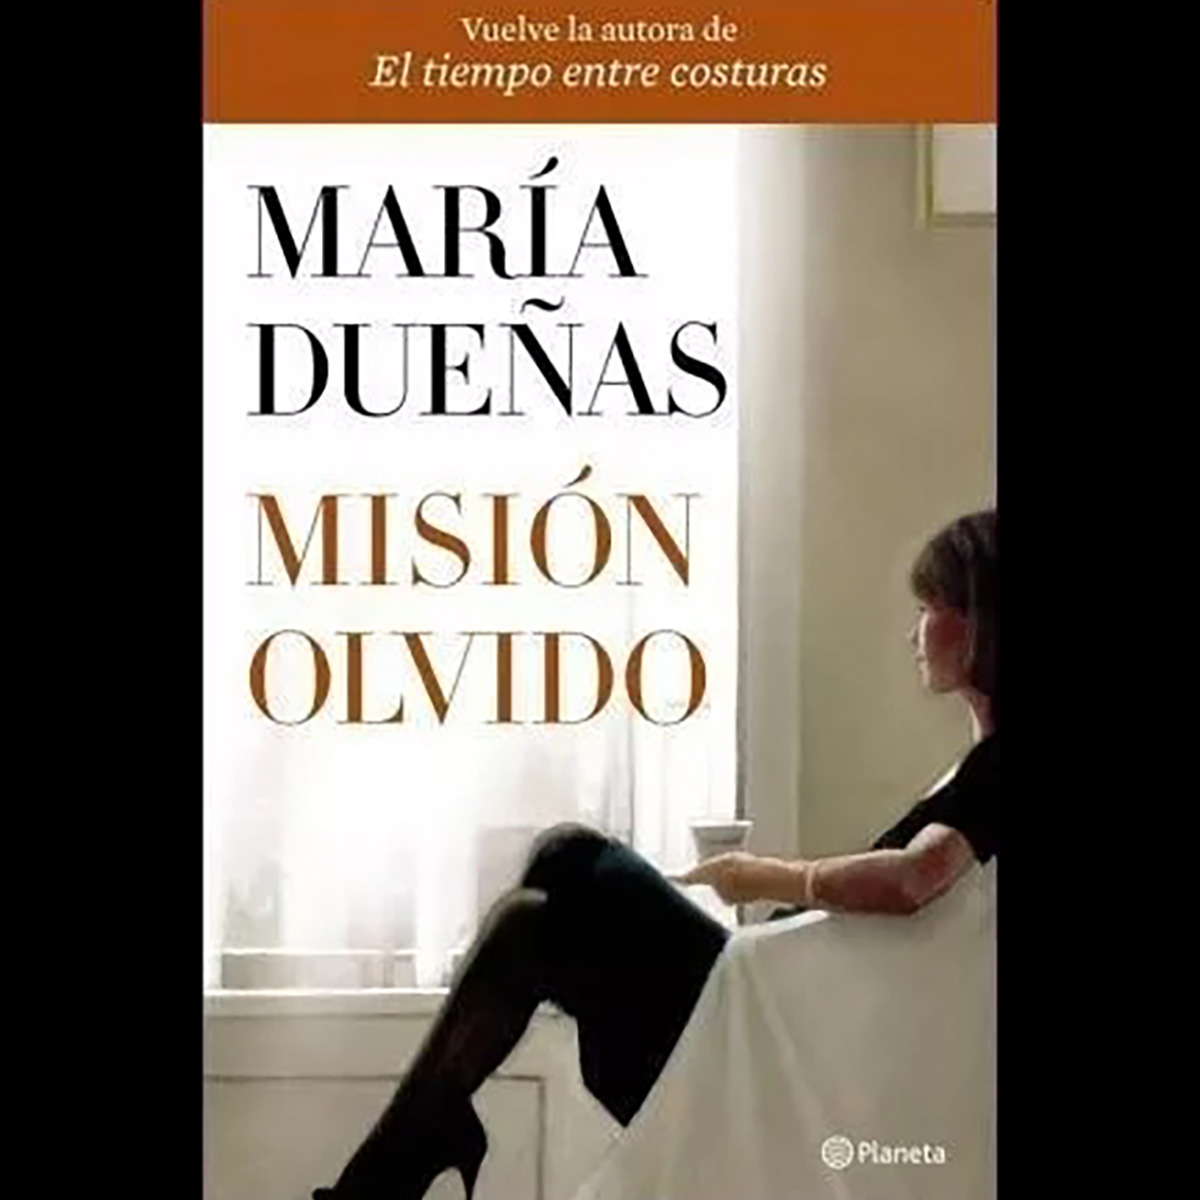 Vuelve la autora de
El tiempo entre costuras
MARÍA
DUEÑAS
MISIÓN
OLVIDO
Planeta